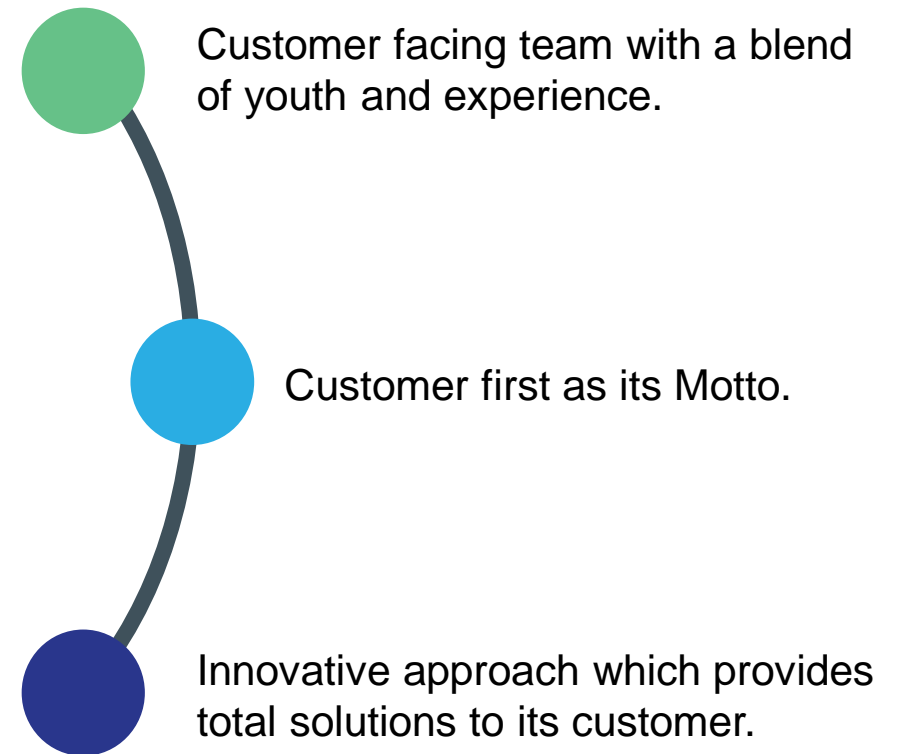 Customer facing team with a blend
of youth and experience.
Customer first as its Motto.
Innovative approach which provides
total solutions to its customer.